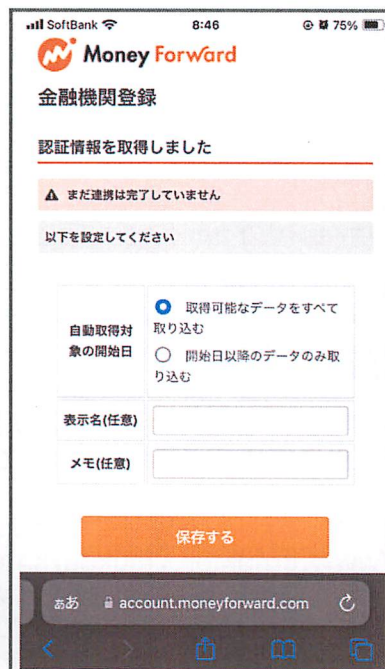 SoftBank 8:46 75%
Money Forward
金融機関登録
認証情報を取得しました
まだ連携は完了していません
以下を設定してください
自動取得対
象の開始日
取得可能なデータをすべて
取り込む
開始日以降のデータのみ取
り込む
表示名(任意)
メモ(任意)
保存する
ぁあ account.moneyforward.com